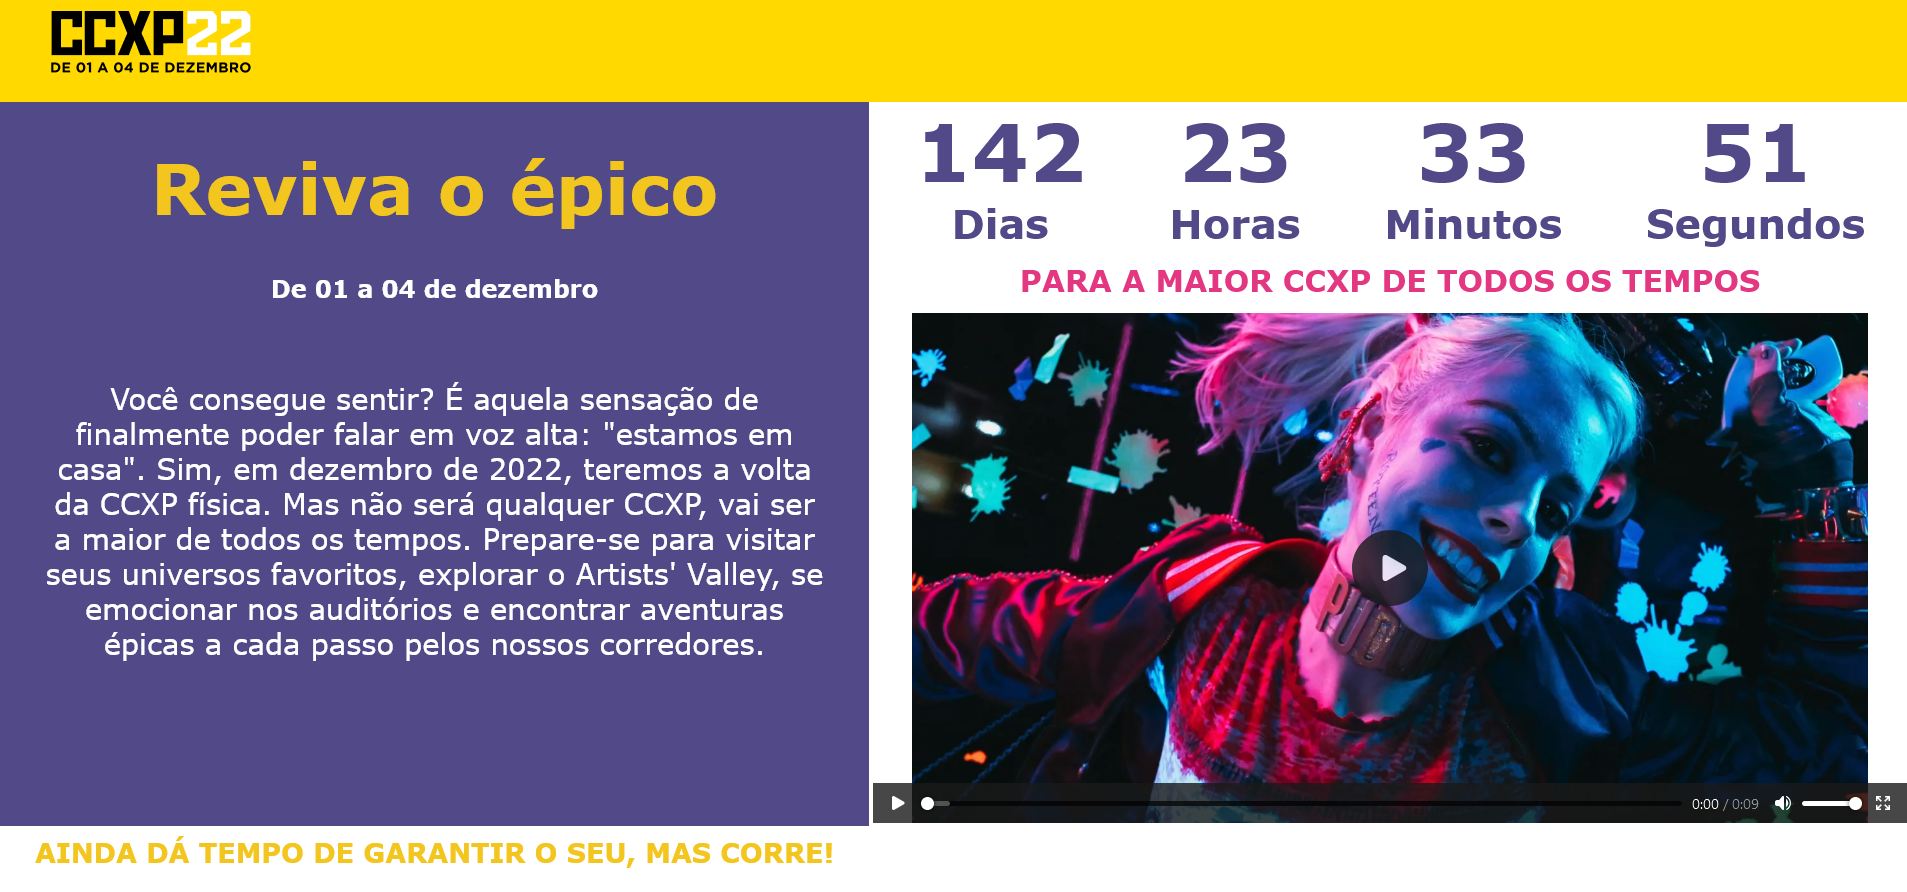 CCXP22
DE 01 A 04 DE DEZEMBRO
Reviva o épico
De 01 a 04 de dezembro
Você consegue sentir? É aquela sensação de
finalmente poder falar em voz alta: "estamos em
casa". Sim, em dezembro de 2022, teremos a volta
da CCXP física. Mas não será qualquer CCXP, vai ser
a maior de todos os tempos. Prepare-se para visitar
seus universos favoritos, explorar o Artists' Valley, se
emocionar nos auditórios e encontrar aventuras
épicas a cada passo pelos nossos corredores.
142 23 33 51
Dias Horas Minutos Segundos
PARA A MAIOR CCXP DE TODOS OS TEMPOS
0:00 / 0:09
AINDA DÁ TEMPO DE GARANTIR O SEU, MAS CORRE!